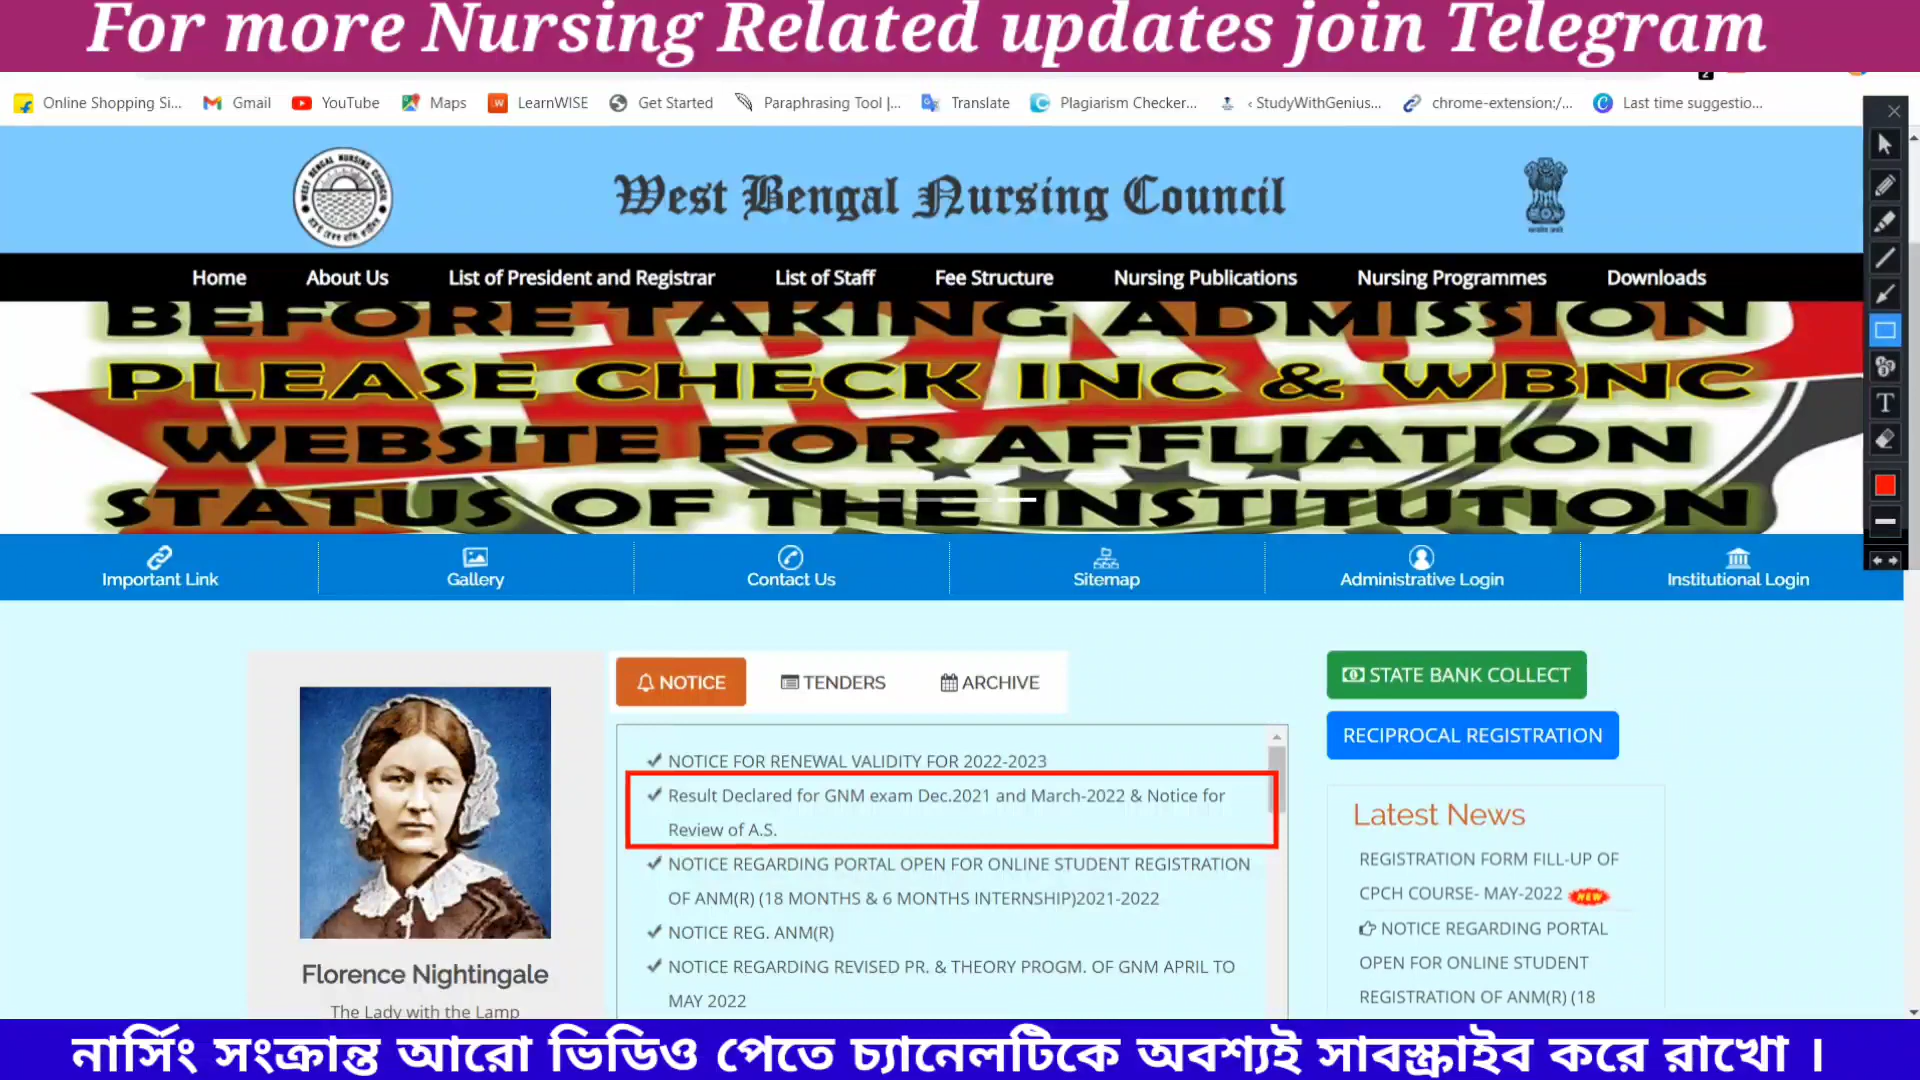 For more Nursing Related updates join Telegram
2
Online Shopping Si... Gmail YouTube Maps LearnWISE Get Started Paraphrasing Tool |... Translate Plagiarism Checker... ‹ StudyWithGenius... chrome-extension:/... Last time suggestio...
WEST BENGAL NURSING COUNCIL
West Bengal Nursing Council
Home About Us List of President and Registrar List of Staff Fee Structure Nursing Publications Nursing Programmes Downloads
BEFORE TAKING ADMISSION
PLEASE CHECK INC & WBNC
WEBSITE FOR AFFLIATION
STATUS OF THE INSTITUTION
T
Important Link Gallery Contact Us Sitemap Administrative Login Institutional Login
NOTICE TENDERS ARCHIVE
NOTICE FOR RENEWAL VALIDITY FOR 2022-2023
Result Declared for GNM exam Dec.2021 and March-2022 & Notice for
Review of A.S.
NOTICE REGARDING PORTAL OPEN FOR ONLINE STUDENT REGISTRATION
OF ANM(R) (18 MONTHS & 6 MONTHS INTERNSHIP)2021-2022
NOTICE REG. ANM(R)
NOTICE REGARDING REVISED PR. & THEORY PROGM. OF GNM APRIL TO
MAY 2022
STATE BANK COLLECT
RECIPROCAL REGISTRATION
Latest News
REGISTRATION FORM FILL-UP OF
CPCH COURSE- MAY-2022 NEW
NOTICE REGARDING PORTAL
OPEN FOR ONLINE STUDENT
REGISTRATION OF ANM(R) (18
Florence Nightingale
The Lady with the Lamp
নার্সিং সংক্রান্ত আরো ভিডিও পেতে চ্যানেলটিকে অবশ্যই সাবস্ক্রাইব করে রাখো ।